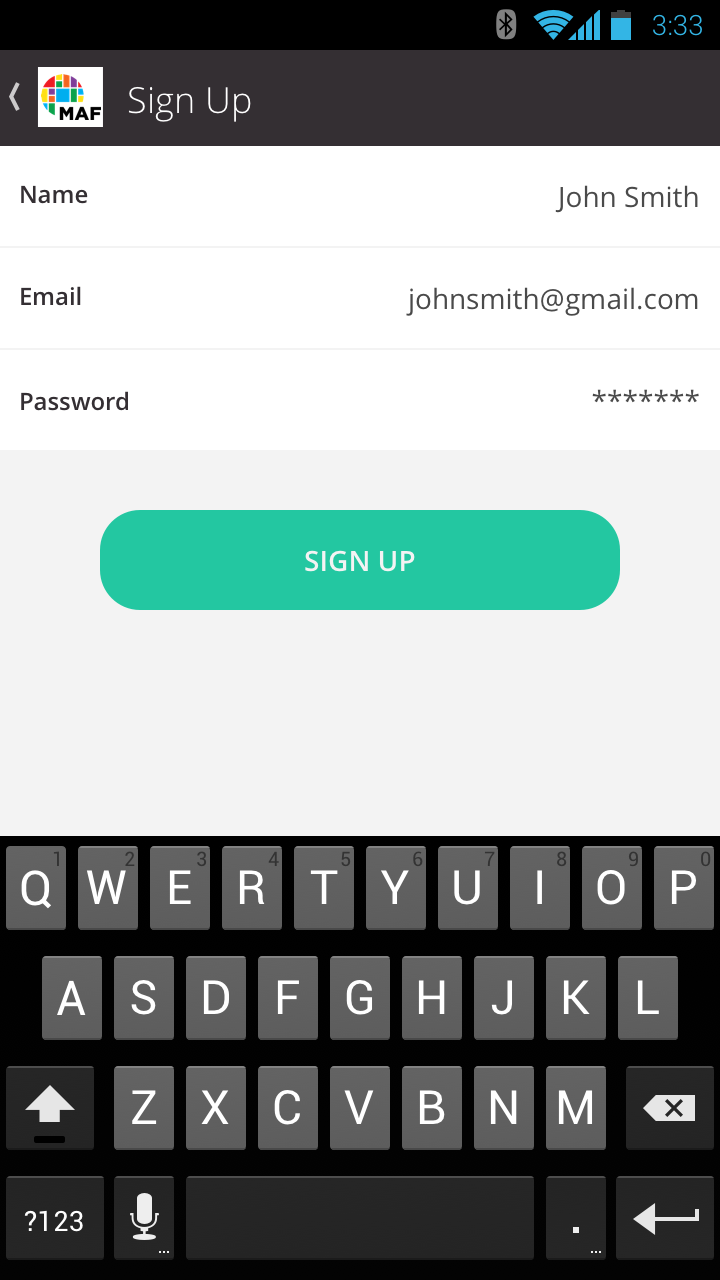 3:33
MAF Sign Up
Name John Smith
Email johnsmith@gmail.com
Password *******
SIGN UP
1 2 3 4 5 6 7 8 9 0
Q W E R T Y U I O P
A S D F G H J K L
Z X C V B N M
?123 ... . ...